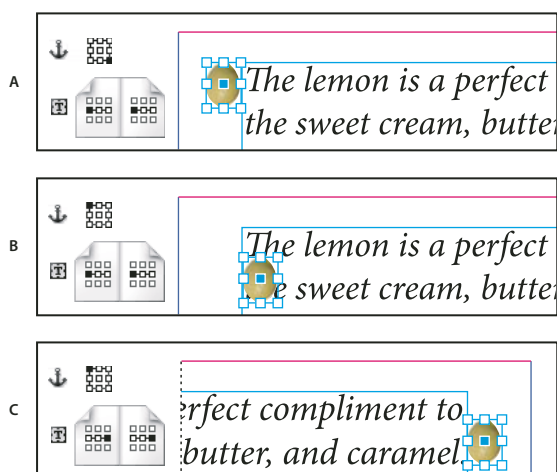 A
T
The lemon is a perfect
the sweet cream, butter
B
T
The lemon is a perfect
sweet cream, butter
C
T
erfect compliment to
butter, and caramel.